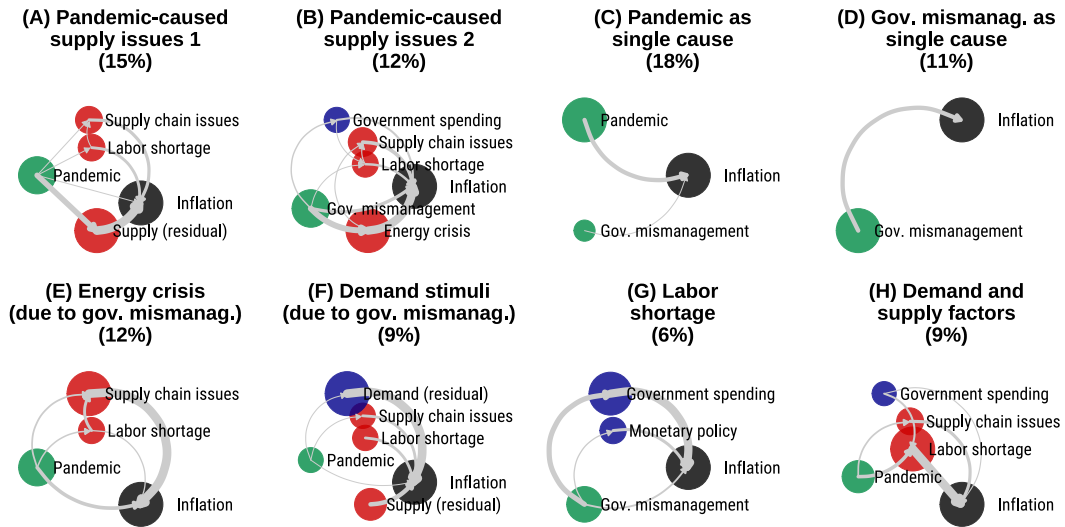 (A) Pandemic-caused
supply issues 1
(15%)
Supply chain issues
Labor shortage
Pandemic
Inflation
Supply (residual)
(B) Pandemic-caused
supply issues 2
(12%)
Government spending
Supply chain issues
Labor shortage
Inflation
Gov. mismanagement
Energy crisis
(C) Pandemic as
single cause
(18%)
Pandemic
Inflation
Gov. mismanagement
(D) Gov. mismanag. as
single cause
(11%)
Inflation
Gov. mismanagement
(E) Energy crisis
(due to gov. mismanag.)
(12%)
Supply chain issues
Labor shortage
Pandemic
Inflation
(F) Demand stimuli
(due to gov. mismanag.)
(9%)
Demand (residual)
Supply chain issues
Labor shortage
Pandemic
Inflation
Supply (residual)
(G) Labor
shortage
(6%)
Government spending
Monetary policy
Inflation
Gov. mismanagement
(H) Demand and
supply factors
(9%)
Government spending
Supply chain issues
Labor shortage
Pandemic
Inflation